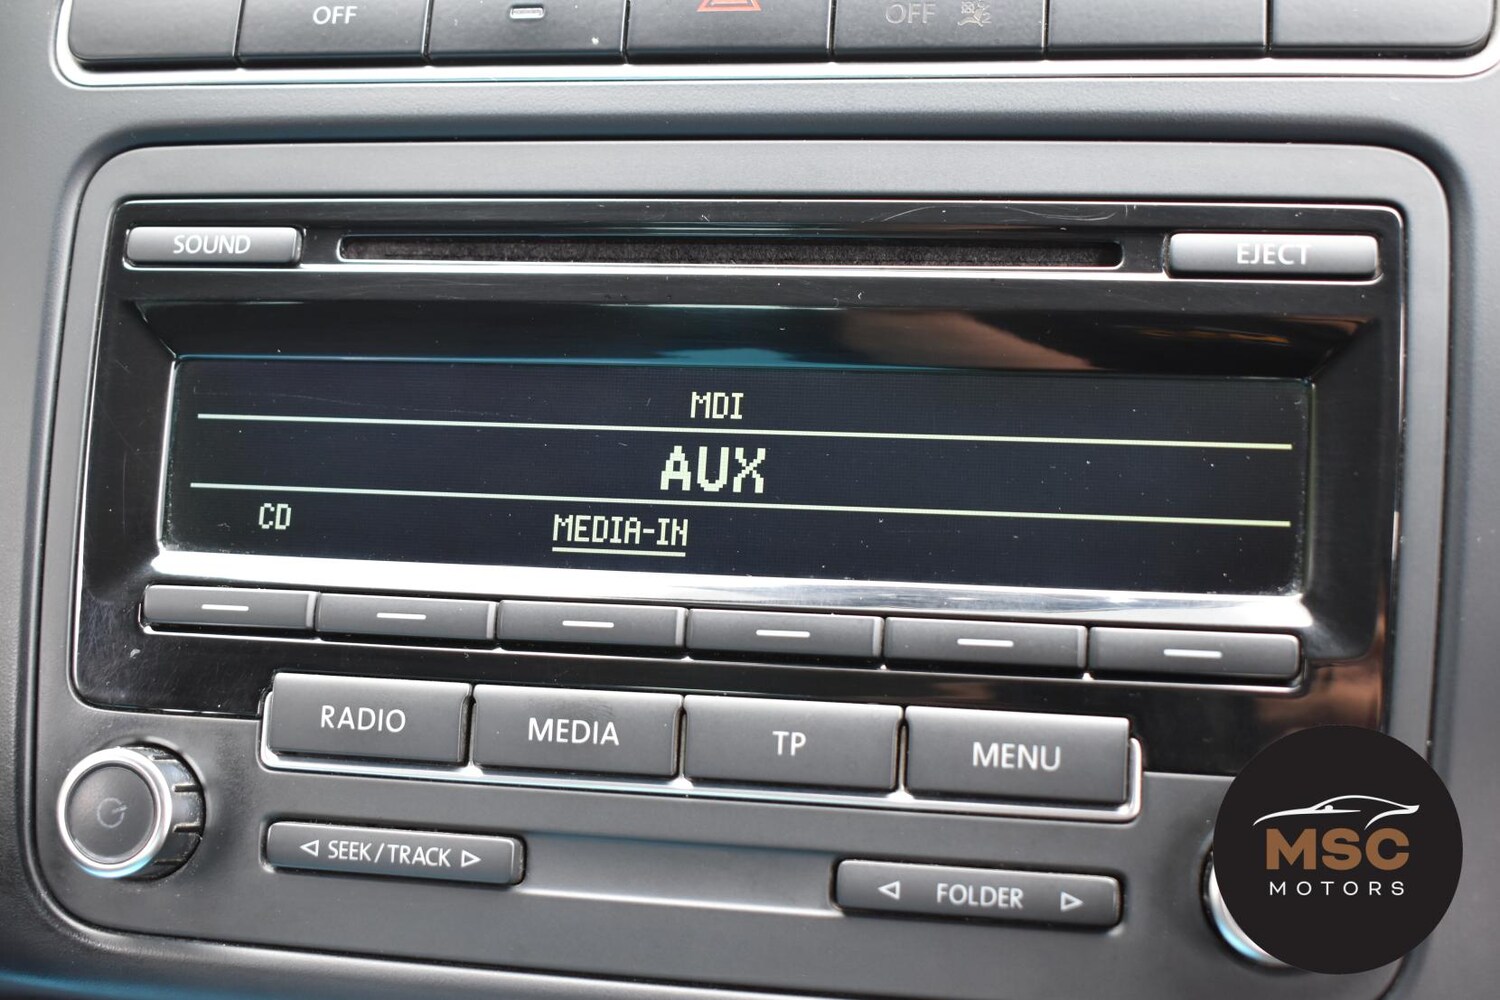 OFF
OFF
SOUND
EJECT
MDI
AUX
CD
MEDIA-IN
RADIO
MEDIA
TP
MENU
SEEK/TRACK
FOLDER
MSC
MOTORS